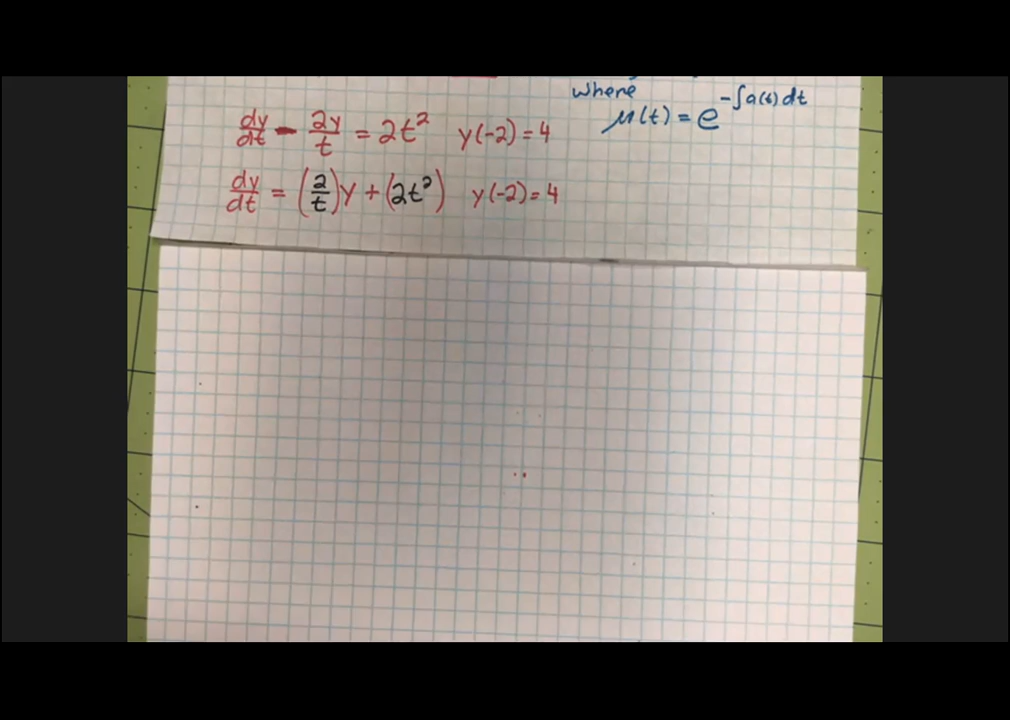 where
μ(t) = e^{-∫a(t)dt}
dy/dt - 2y/t = 2t² y(-2) = 4
dy/dt = (2/t)y + (2t²) y(-2) = 4